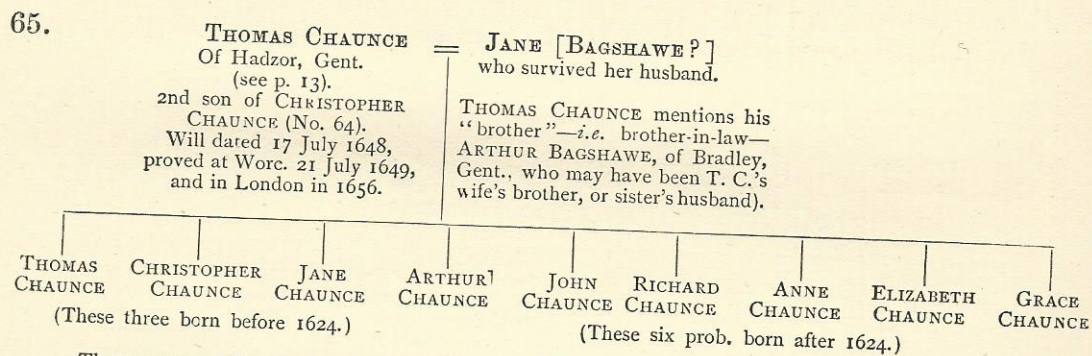 65.
THOMAS CHAUNCE = JANE [BAGSHAWE?]
Of Hadzor, Gent.
(see p. 13).
2nd son of CHRISTOPHER
CHAUNCE (No. 64).
Will dated 17 July 1648,
proved at Worc. 21 July 1649,
and in London in 1656.
who survived her husband.
THOMAS CHAUNCE mentions his
"brother"—i.e. brother-in-law—
ARTHUR BAGSHAWE, of Bradley,
Gent., who may have been T. C.'s
wife's brother, or sister's husband).
THOMAS CHAUNCE
CHRISTOPHER CHAUNCE
JANE CHAUNCE
ARTHUR CHAUNCE
JOHN CHAUNCE
RICHARD CHAUNCE
ANNE CHAUNCE
ELIZABETH CHAUNCE
GRACE CHAUNCE
(These three born before 1624.)
(These six prob. born after 1624.)